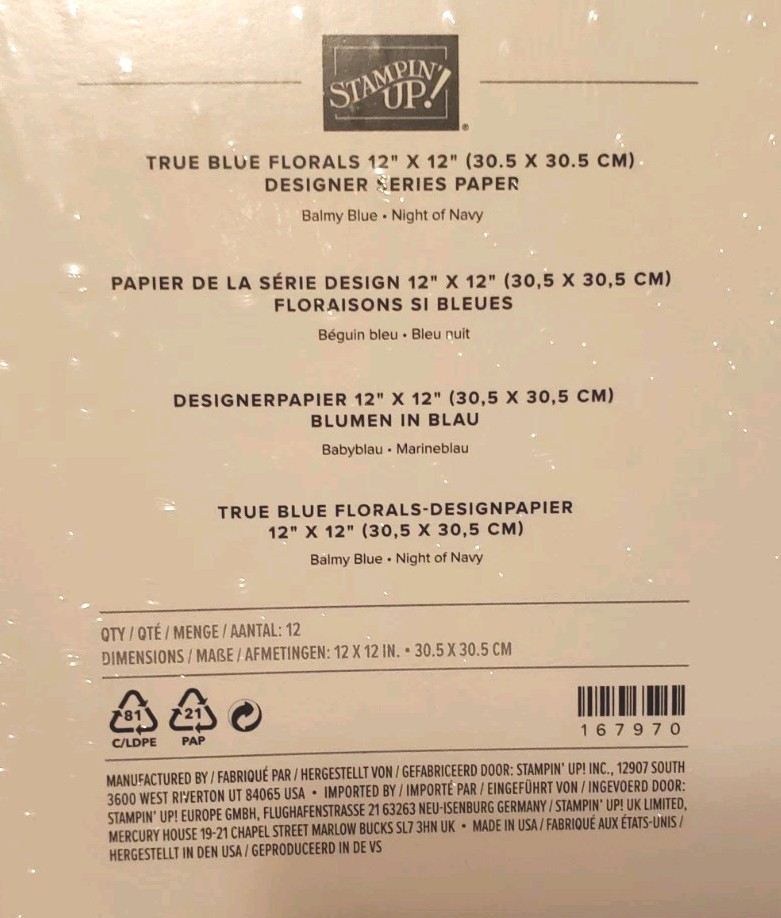 STAMPIN' UP!®
TRUE BLUE FLORALS 12" X 12" (30.5 X 30.5 CM)
DESIGNER SERIES PAPER
Balmy Blue • Night of Navy
PAPIER DE LA SÉRIE DESIGN 12" X 12" (30,5 X 30,5 CM)
FLORAISONS SI BLEUES
Béguin bleu • Bleu nuit
DESIGNERPAPIER 12" X 12" (30,5 X 30,5 CM)
BLUMEN IN BLAU
Babyblau • Marineblau
TRUE BLUE FLORALS-DESIGNPAPIER
12" X 12" (30,5 X 30,5 CM)
Balmy Blue • Night of Navy
QTY / QTÉ / MENGE / AANTAL: 12
DIMENSIONS / MAßE / AFMETINGEN: 12 X 12 IN. • 30.5 X 30.5 CM
81 21
C/LDPE PAP
167970
MANUFACTURED BY / FABRIQUÉ PAR / HERGESTELLT VON / GEFABRICEERD DOOR: STAMPIN' UP! INC., 12907 SOUTH
3600 WEST RIVERTON UT 84065 USA • IMPORTED BY / IMPORTÉ PAR / EINGEFÜHRT VON / INGEVOERD DOOR:
STAMPIN' UP! EUROPE GMBH, FLUGHAFENSTRASSE 21 63263 NEU-ISENBURG GERMANY / STAMPIN' UP! UK LIMITED,
MERCURY HOUSE 19-21 CHAPEL STREET MARLOW BUCKS SL7 3HN UK • MADE IN USA / FABRIQUÉ AUX ÉTATS-UNIS /
HERGESTELLT IN DEN USA / GEPRODUCEERD IN DE VS